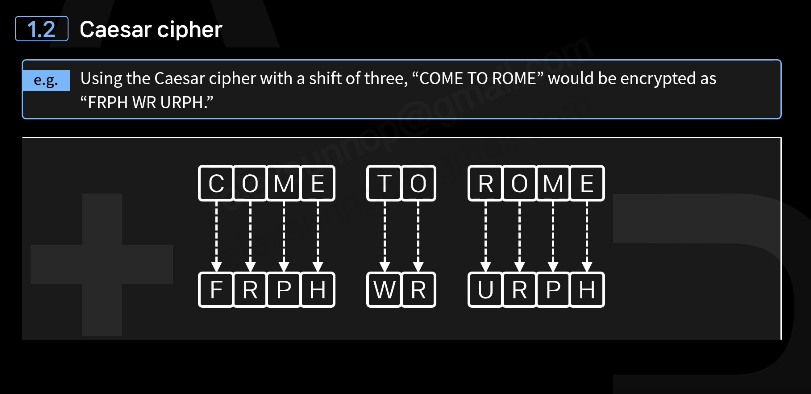 1.2 Caesar cipher
e.g. Using the Caesar cipher with a shift of three, “COME TO ROME” would be encrypted as
“FRPH WR URPH.”
C O M E T O R O M E
F R P H W R U R P H